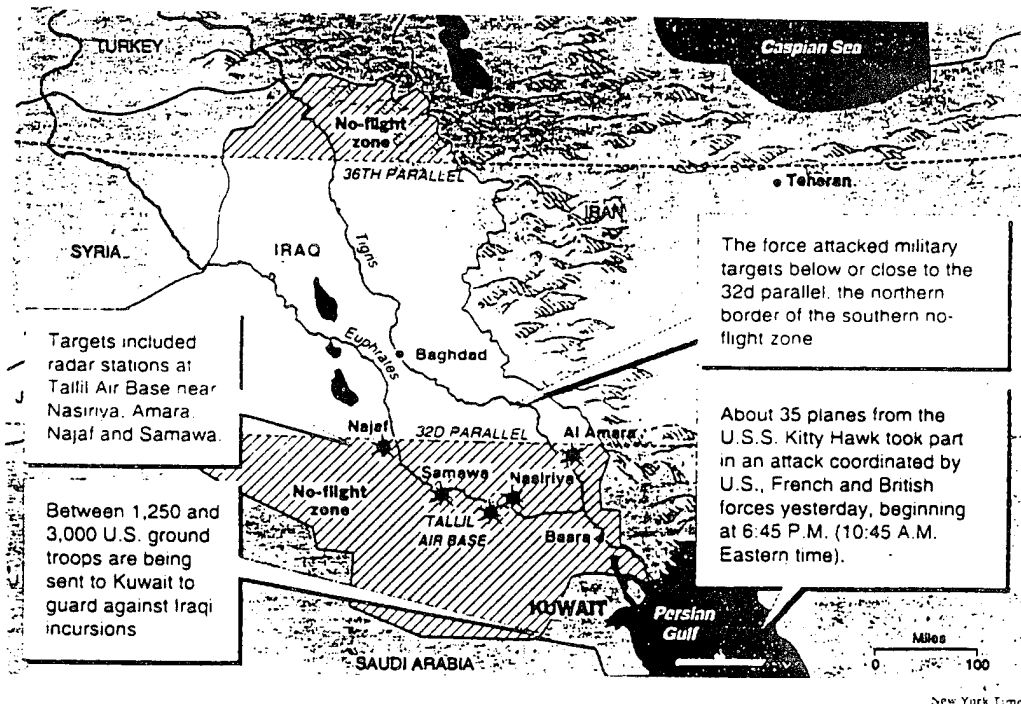 TURKEY
Caspian Sea
No-flight
zone
36TH PARALLEL
Teheran
IRAN
SYRIA
IRAQ
Tigris
Euphrates
Baghdad
The force attacked military
targets below or close to the
32d parallel, the northern
border of the southern no-
flight zone
Targets included
radar stations at
Tallil Air Base near
Nasiriya, Amara,
Najaf and Samawa.
Najaf
32D PARALLEL
Al Amara
Samawa
Nasiriya
No-flight
zone
TALLIL
AIR BASE
Basra
About 35 planes from the
U.S.S. Kitty Hawk took part
in an attack coordinated by
U.S., French and British
forces yesterday, beginning
at 6:45 P.M. (10:45 A.M.
Eastern time).
Between 1,250 and
3,000 U.S. ground
troops are being
sent to Kuwait to
guard against Iraqi
incursions
KUWAIT
Persian
Gulf
SAUDI ARABIA
Miles
0 100
New York Time